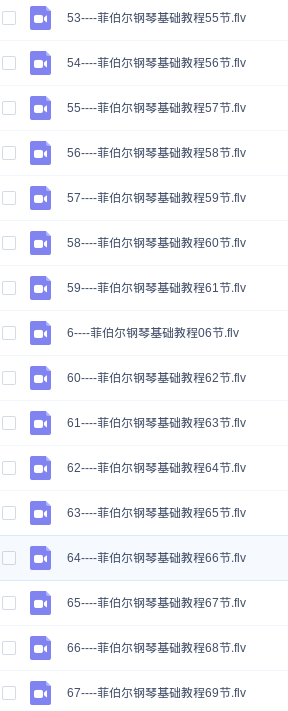 53----菲伯尔钢琴基础教程55节.flv
54----菲伯尔钢琴基础教程56节.flv
55----菲伯尔钢琴基础教程57节.flv
56----菲伯尔钢琴基础教程58节.flv
57----菲伯尔钢琴基础教程59节.flv
58----菲伯尔钢琴基础教程60节.flv
59----菲伯尔钢琴基础教程61节.flv
6----菲伯尔钢琴基础教程06节.flv
60----菲伯尔钢琴基础教程62节.flv
61----菲伯尔钢琴基础教程63节.flv
62----菲伯尔钢琴基础教程64节.flv
63----菲伯尔钢琴基础教程65节.flv
64----菲伯尔钢琴基础教程66节.flv
65----菲伯尔钢琴基础教程67节.flv
66----菲伯尔钢琴基础教程68节.flv
67----菲伯尔钢琴基础教程69节.flv